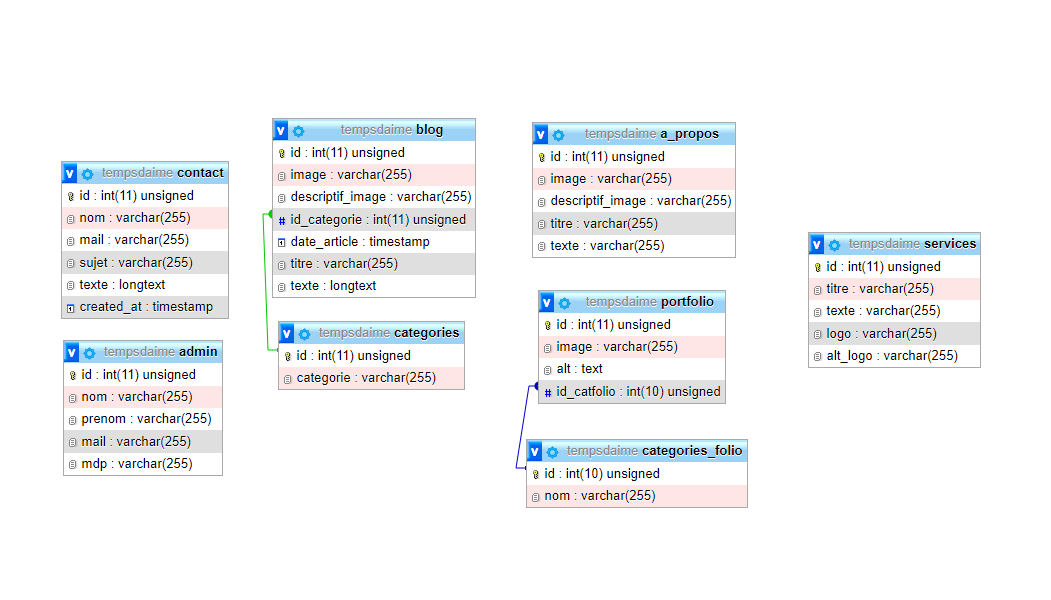 tempsdaime contact
id : int(11) unsigned
nom : varchar(255)
mail : varchar(255)
sujet : varchar(255)
texte : longtext
created_at : timestamp
tempsdaime admin
id : int(11) unsigned
nom : varchar(255)
prenom : varchar(255)
mail : varchar(255)
mdp : varchar(255)
tempsdaime blog
id : int(11) unsigned
image : varchar(255)
descriptif_image : varchar(255)
# id_categorie : int(11) unsigned
date_article : timestamp
titre : varchar(255)
texte : longtext
tempsdaime categories
id : int(11) unsigned
categorie : varchar(255)
tempsdaime a_propos
id : int(11) unsigned
image : varchar(255)
descriptif_image : varchar(255)
titre : varchar(255)
texte : varchar(255)
tempsdaime portfolio
id : int(11) unsigned
image : varchar(255)
alt : text
# id_catfolio : int(10) unsigned
tempsdaime categories_folio
id : int(10) unsigned
nom : varchar(255)
tempsdaime services
id : int(11) unsigned
titre : varchar(255)
texte : varchar(255)
logo : varchar(255)
alt_logo : varchar(255)